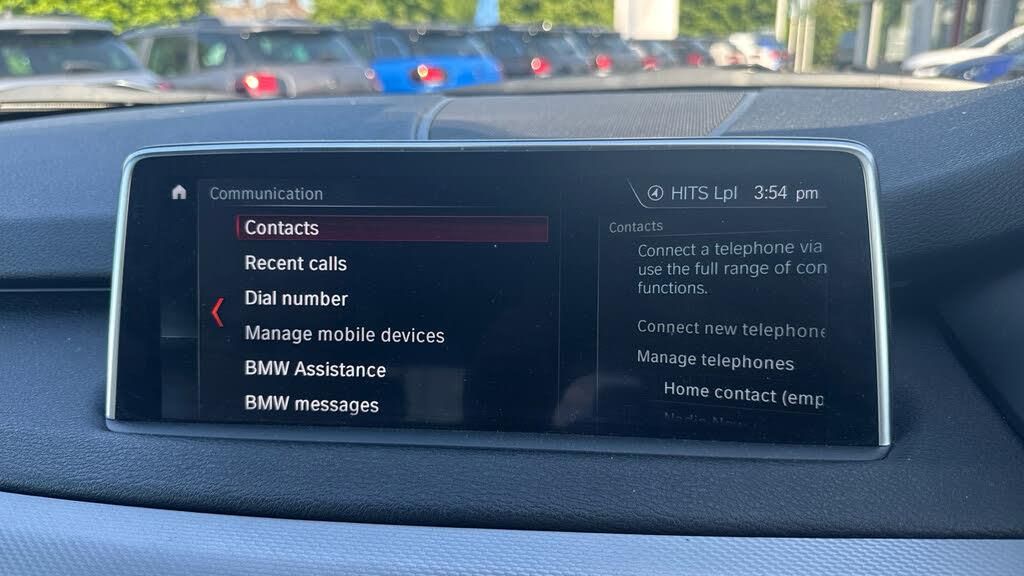 Communication
HITS Lpl 3:54 pm
Contacts
Recent calls
Dial number
Manage mobile devices
BMW Assistance
BMW messages
Contacts
Connect a telephone via
use the full range of con
functions.
Connect new telephone
Manage telephones
Home contact (emp